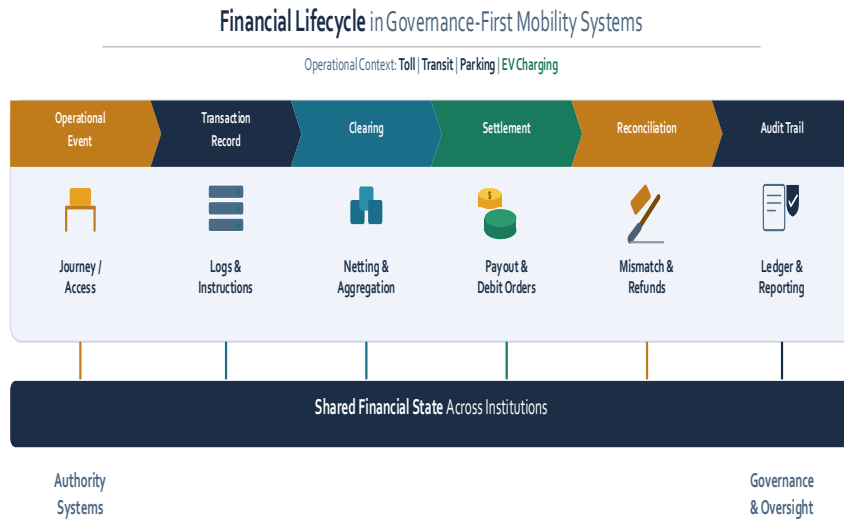 Financial Lifecycle in Governance-First Mobility Systems
Operational Context: Toll | Transit | Parking | EV Charging
Operational
Event
Transaction
Record
Clearing
Settlement
Reconciliation
Audit Trail
$
Journey /
Access
Logs &
Instructions
Netting &
Aggregation
Payout &
Debit Orders
Mismatch &
Refunds
Ledger &
Reporting
Shared Financial State Across Institutions
Authority
Systems
Governance
& Oversight